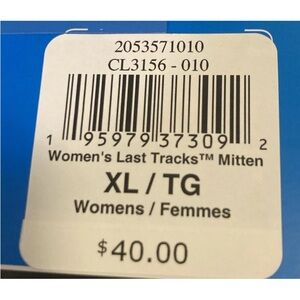 2053571010
CL3156 - 010
1 95979 37309 2
Women's Last Tracks™ Mitten
XL / TG
Womens / Femmes
$40.00